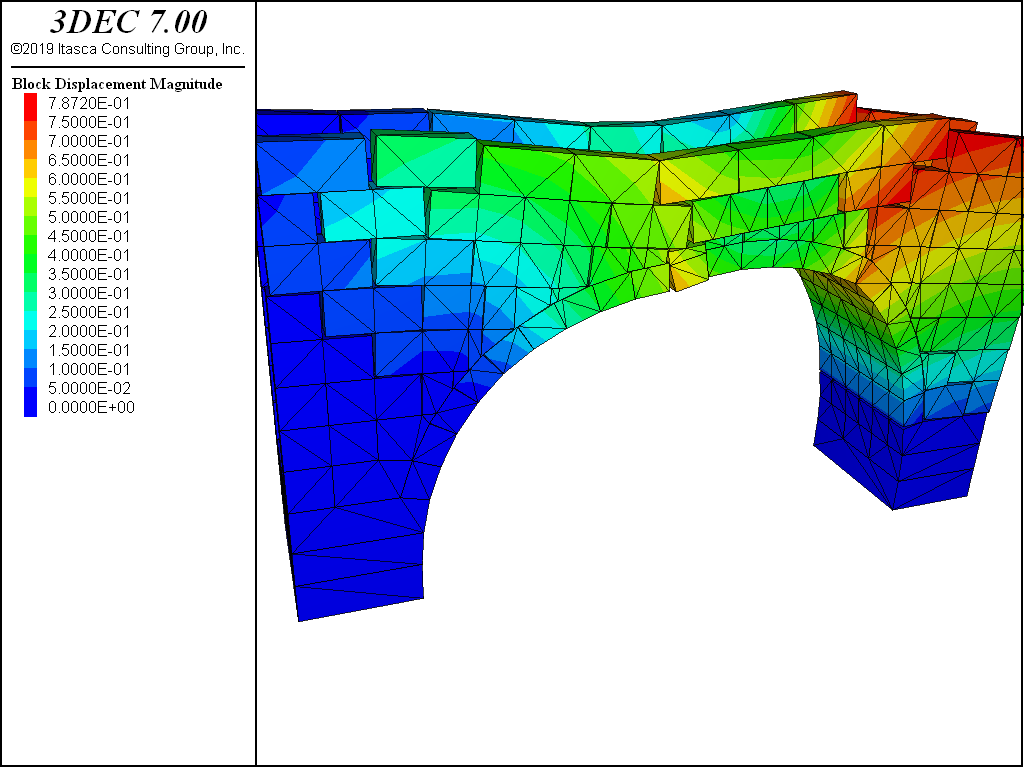 3DEC 7.00
©2019 Itasca Consulting Group, Inc.
Block Displacement Magnitude
7.8720E-01
7.5000E-01
7.0000E-01
6.5000E-01
6.0000E-01
5.5000E-01
5.0000E-01
4.5000E-01
4.0000E-01
3.5000E-01
3.0000E-01
2.5000E-01
2.0000E-01
1.5000E-01
1.0000E-01
5.0000E-02
0.0000E+00